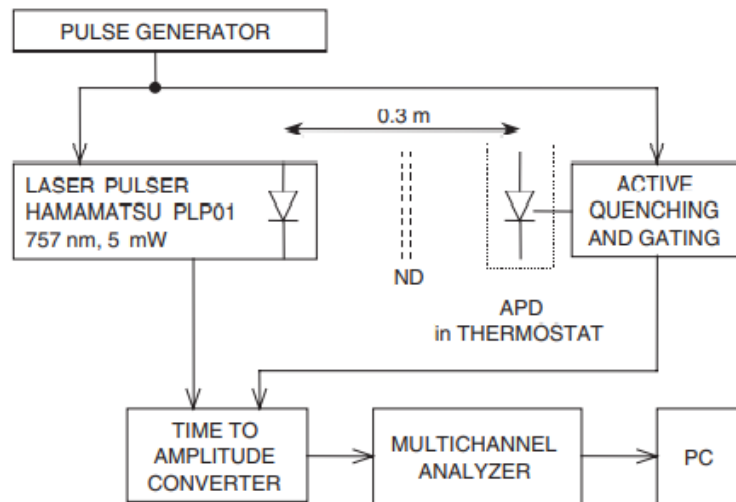 PULSE GENERATOR
0.3 m
LASER PULSER
HAMAMATSU PLP01
757 nm, 5 mW
ACTIVE
QUENCHING
AND GATING
ND
APD
in THERMOSTAT
TIME TO
AMPLITUDE
CONVERTER
MULTICHANNEL
ANALYZER
PC